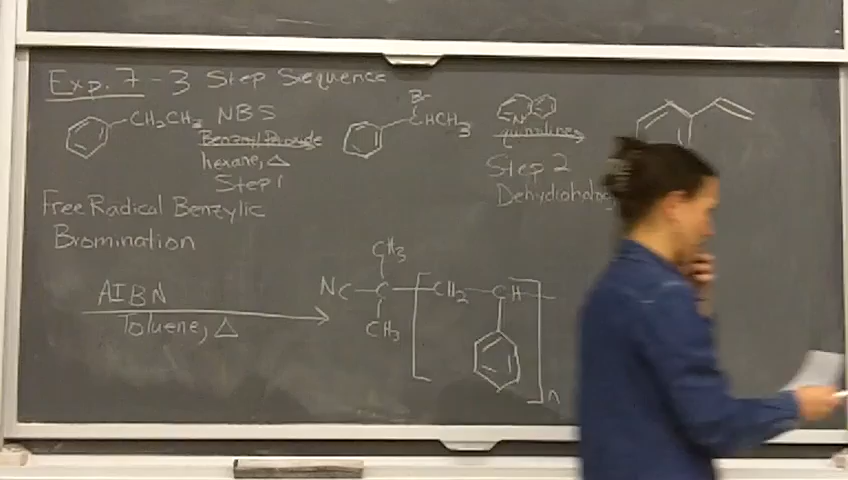 Exp. 7 - 3 Step Sequence
CH2CH3
NBS
Benzoyl Peroxide
hexane, Δ
Step 1
Br
CHCH3
N
quinoline
Step 2
Free Radical Benzylic
Bromination
AIBN
Toluene, Δ
CH3
NC C CH2 CH
CH3
n